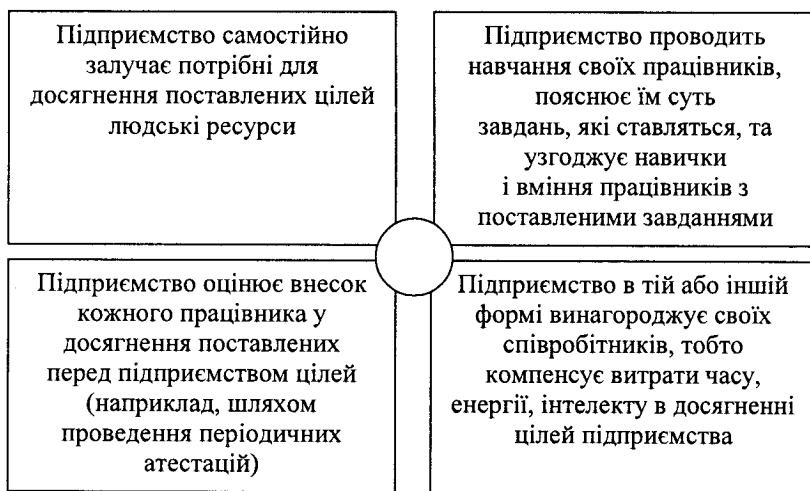 Підприємство самостійно
залучає потрібні для
досягнення поставлених цілей
людські ресурси
Підприємство проводить
навчання своїх працівників,
пояснює їм суть
завдань, які ставляться, та
узгоджує навички
і вміння працівників з
поставленими завданнями
Підприємство оцінює внесок
кожного працівника у
досягнення поставлених
перед підприємством цілей
(наприклад, шляхом
проведення періодичних
атестацій)
Підприємство в тій або іншій
формі винагороджує своїх
співробітників, тобто
компенсує витрати часу,
енергії, інтелекту в досягненні
цілей підприємства